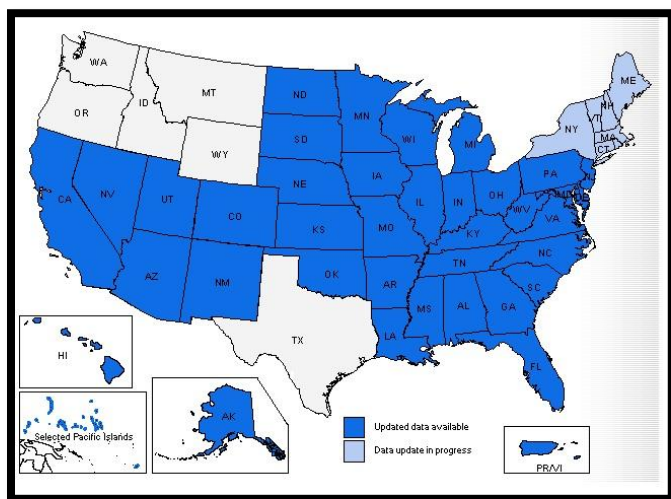 WA
MT
ND
ME
OR
ID
MN
VT
NH
SD
WI
NY
MA
WY
MI
CT
NE
IA
PA
NJ
NV
UT
IL
IN
OH
CA
CO
WV
VA
KS
MO
KY
NC
TN
AZ
NM
OK
AR
SC
MS
AL
GA
TX
LA
HI
FL
AK
Selected Pacific Islands
Updated data available
Data update in progress
PR/VI